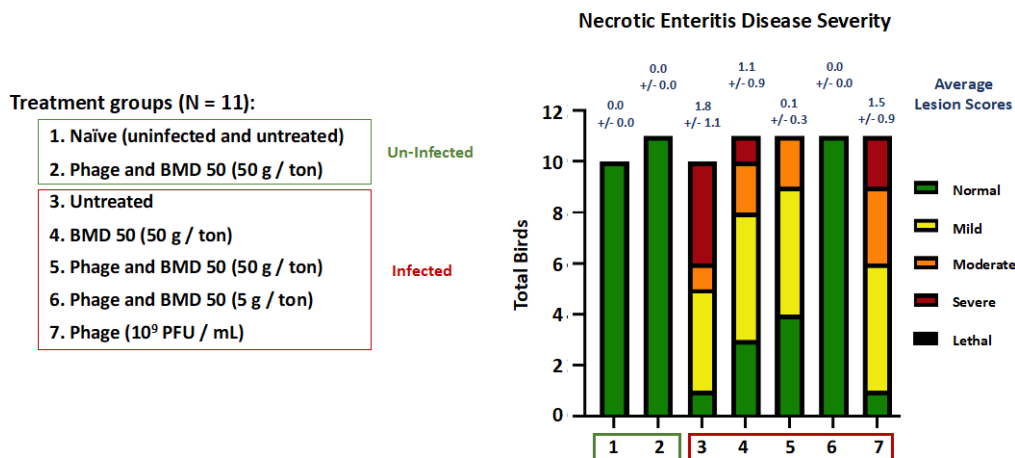 Necrotic Enteritis Disease Severity
Treatment groups (N = 11):
1. Naïve (uninfected and untreated)
2. Phage and BMD 50 (50 g / ton)
Un-Infected
3. Untreated
4. BMD 50 (50 g / ton)
5. Phage and BMD 50 (50 g / ton)
6. Phage and BMD 50 (5 g / ton)
7. Phage (10⁹ PFU / mL)
Infected
0.0
+/- 0.0
0.0
+/- 0.0
1.8
+/- 1.1
1.1
+/- 0.9
0.1
+/- 0.3
0.0
+/- 0.0
1.5
+/- 0.9
Average
Lesion Scores
Total Birds
12
10
8
6
4
2
0
1 2 3 4 5 6 7
Normal
Mild
Moderate
Severe
Lethal